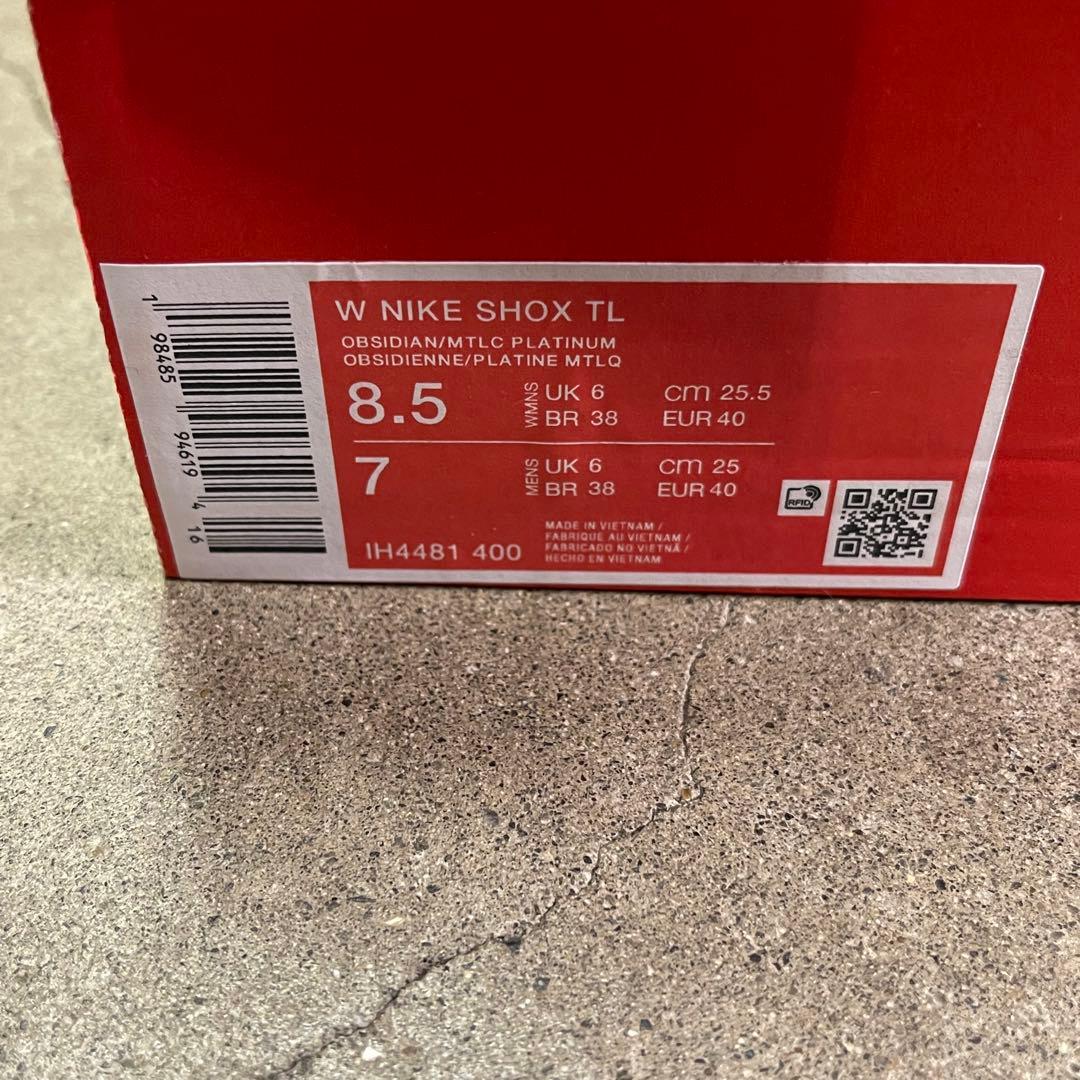 W NIKE SHOX TL
OBSIDIAN/MTLC PLATINUM
OBSIDIENNE/PLATINE MTLQ
8.5 WMNS UK 6 cm 25.5
BR 38 EUR 40
7 MENS UK 6 cm 25
BR 38 EUR 40
IH4481 400
MADE IN VIETNAM /
FABRIQUÉ AU VIETNAM /
FABRICADO NO VIETNÃ /
HECHO EN VIETNAM
RFID
1 98485 94619 4 16